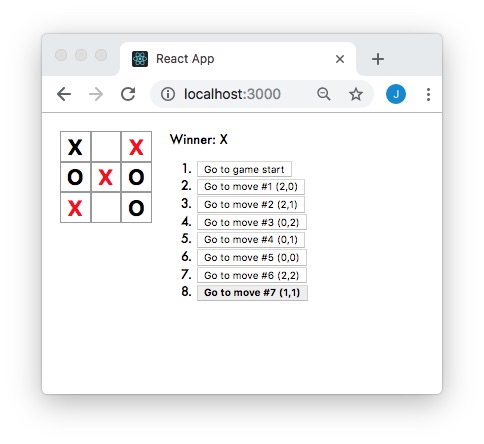 React App
localhost:3000
J
X X
O X O
X O
Winner: X
1. Go to game start
2. Go to move #1 (2,0)
3. Go to move #2 (2,1)
4. Go to move #3 (0,2)
5. Go to move #4 (0,1)
6. Go to move #5 (0,0)
7. Go to move #6 (2,2)
8. Go to move #7 (1,1)